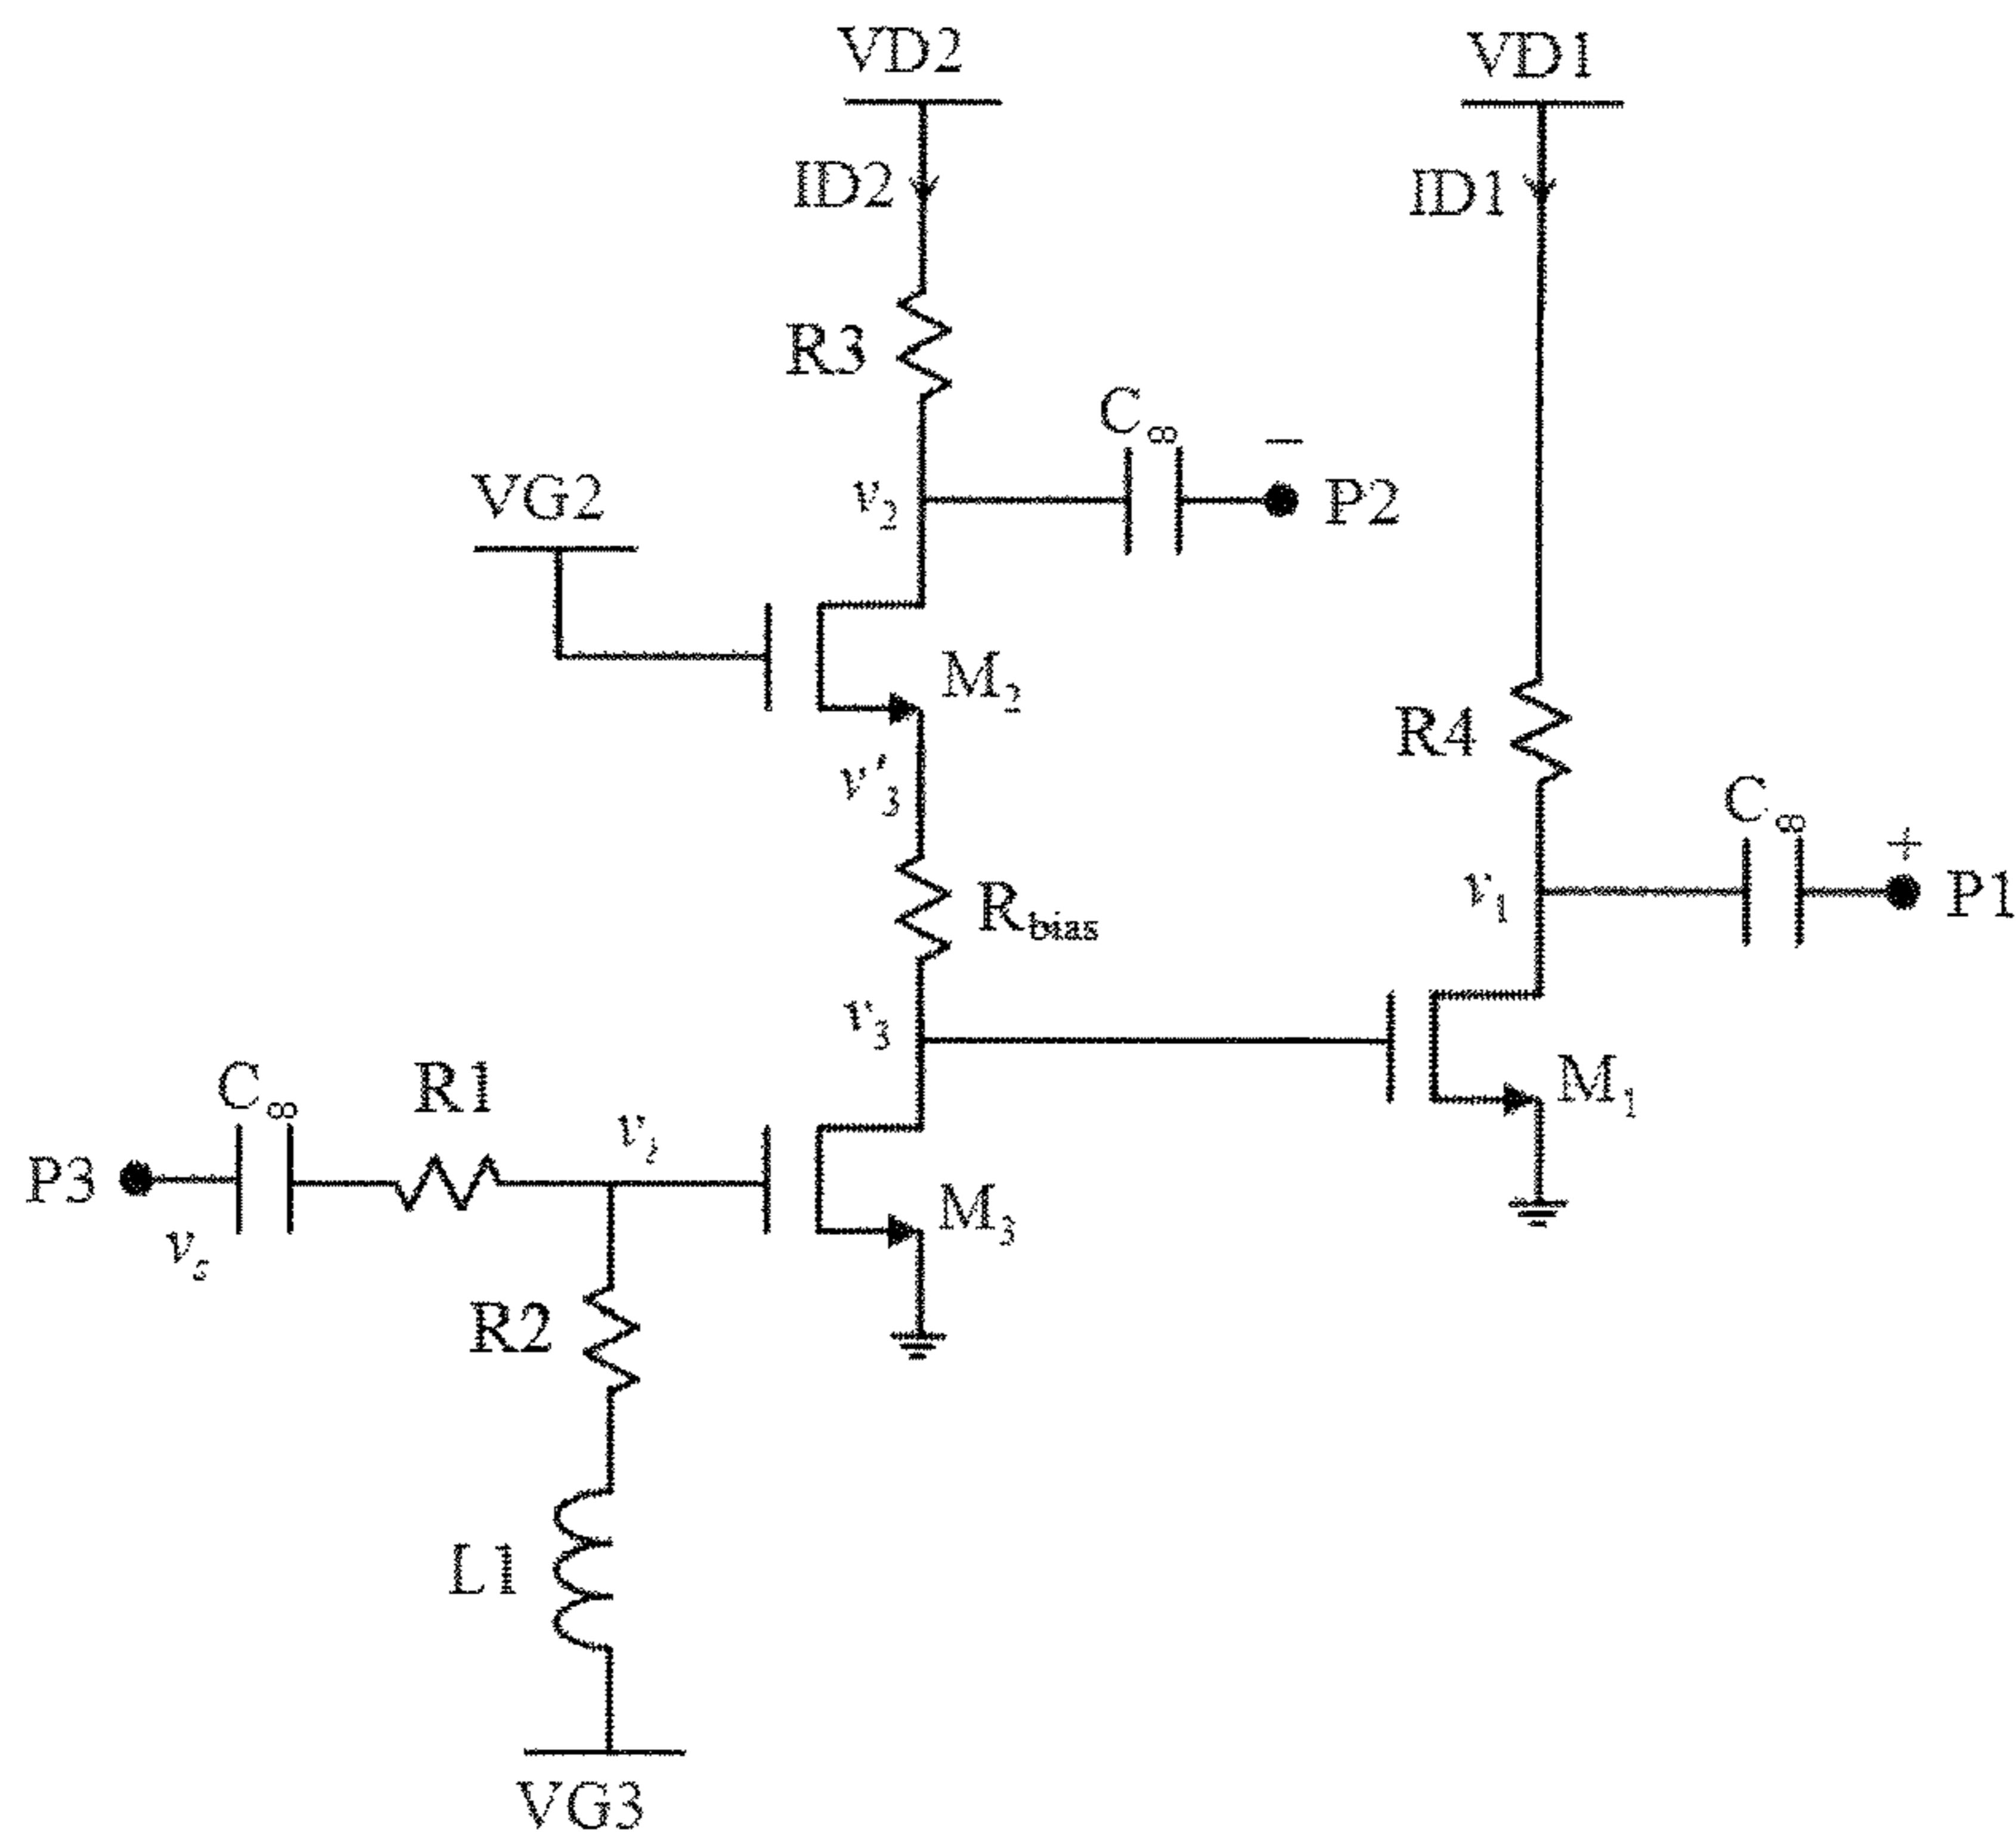 VD2
VD1
ID2
ID1
R3
C∞
−
VG2
v2
P2
M2
R4
v'3
C∞
+
v1
P1
Rbias
v3
C∞
R1
vi
M1
P3
vs
M3
R2
L1
VG3